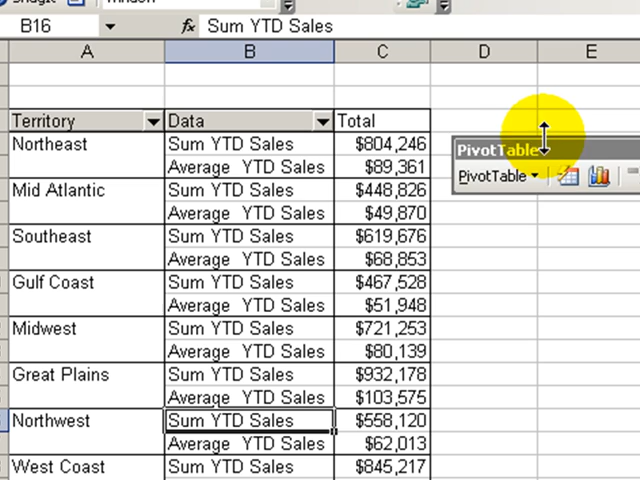 B16 fx Sum YTD Sales
A B C D E
Territory Data Total
Northeast Sum YTD Sales $804,246
Average YTD Sales $89,361
Mid Atlantic Sum YTD Sales $448,826
Average YTD Sales $49,870
Southeast Sum YTD Sales $619,676
Average YTD Sales $68,853
Gulf Coast Sum YTD Sales $467,528
Average YTD Sales $51,948
Midwest Sum YTD Sales $721,253
Average YTD Sales $80,139
Great Plains Sum YTD Sales $932,178
Average YTD Sales $103,575
Northwest Sum YTD Sales $558,120
Average YTD Sales $62,013
West Coast Sum YTD Sales $845,217
PivotTable
PivotTable